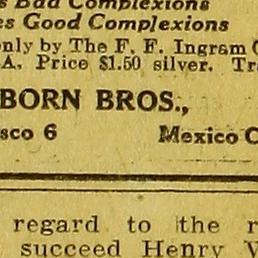 s Bad Complexions
es Good Complexions
only by The F. F. Ingram
A. Price $1.50 silver. Tr
BORN BROS.,
sco 6 Mexico C
regard to the r
succeed Henry V